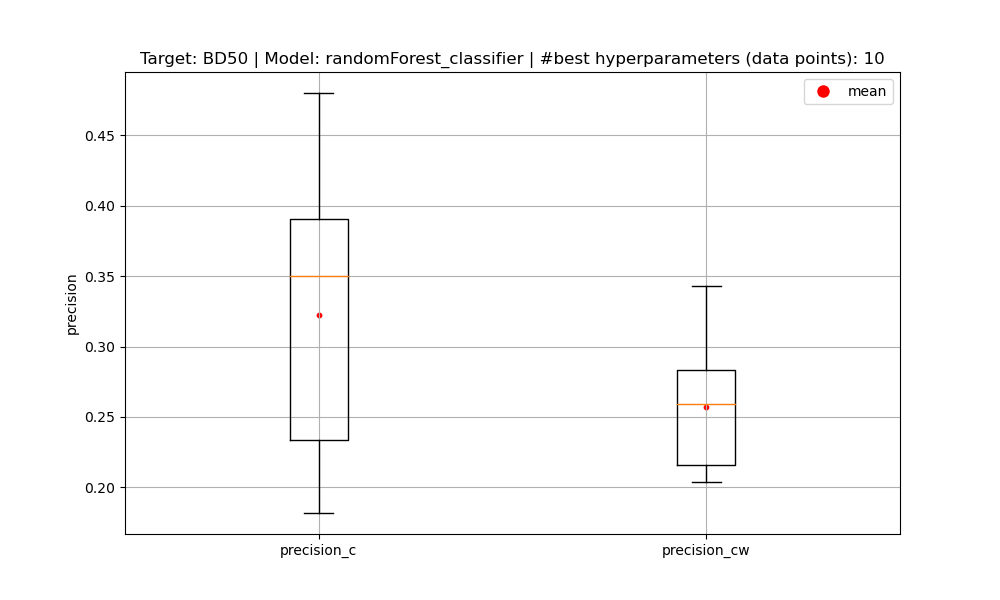 Target: BD50 | Model: randomForest_classifier | #best hyperparameters (data points): 10
mean
0.45
0.40
0.35
0.30
0.25
0.20
precision
precision_c
precision_cw